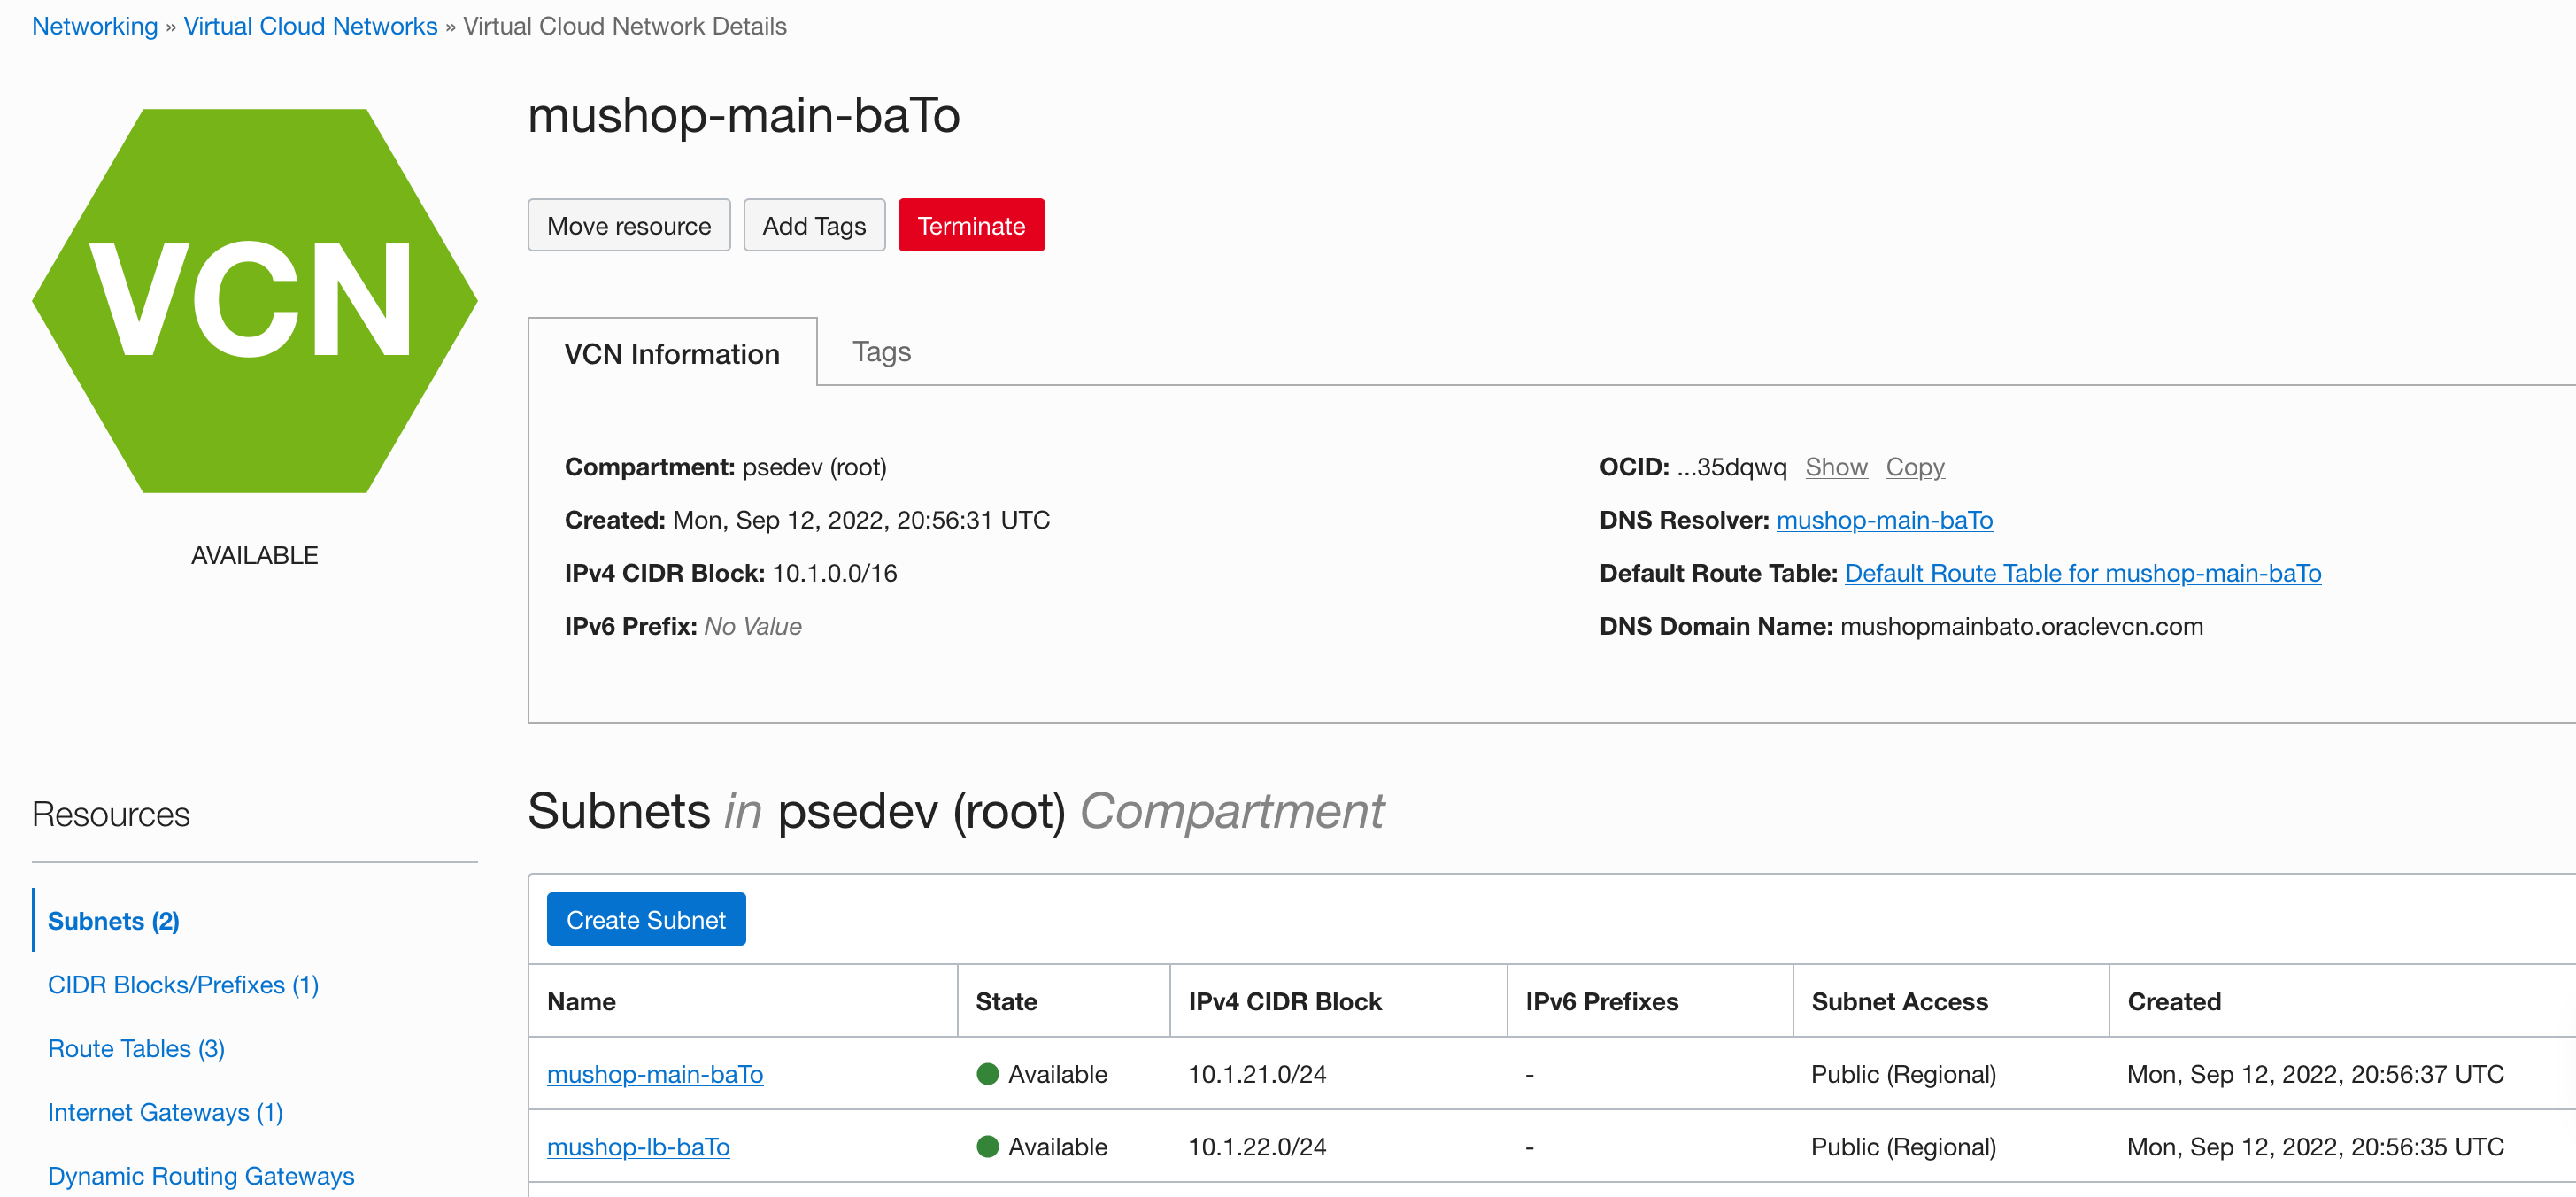 Networking » Virtual Cloud Networks » Virtual Cloud Network Details
VCN
AVAILABLE
mushop-main-baTo
Move resource Add Tags Terminate
VCN Information Tags
Compartment: psedev (root)
Created: Mon, Sep 12, 2022, 20:56:31 UTC
IPv4 CIDR Block: 10.1.0.0/16
IPv6 Prefix: No Value
OCID: ...35dqwq Show Copy
DNS Resolver: mushop-main-baTo
Default Route Table: Default Route Table for mushop-main-baTo
DNS Domain Name: mushopmainbato.oraclevcn.com
Resources
Subnets (2)
CIDR Blocks/Prefixes (1)
Route Tables (3)
Internet Gateways (1)
Dynamic Routing Gateways
Subnets in psedev (root) Compartment
Create Subnet
Name State IPv4 CIDR Block IPv6 Prefixes Subnet Access Created
mushop-main-baTo Available 10.1.21.0/24 - Public (Regional) Mon, Sep 12, 2022, 20:56:37 UTC
mushop-lb-baTo Available 10.1.22.0/24 - Public (Regional) Mon, Sep 12, 2022, 20:56:35 UTC